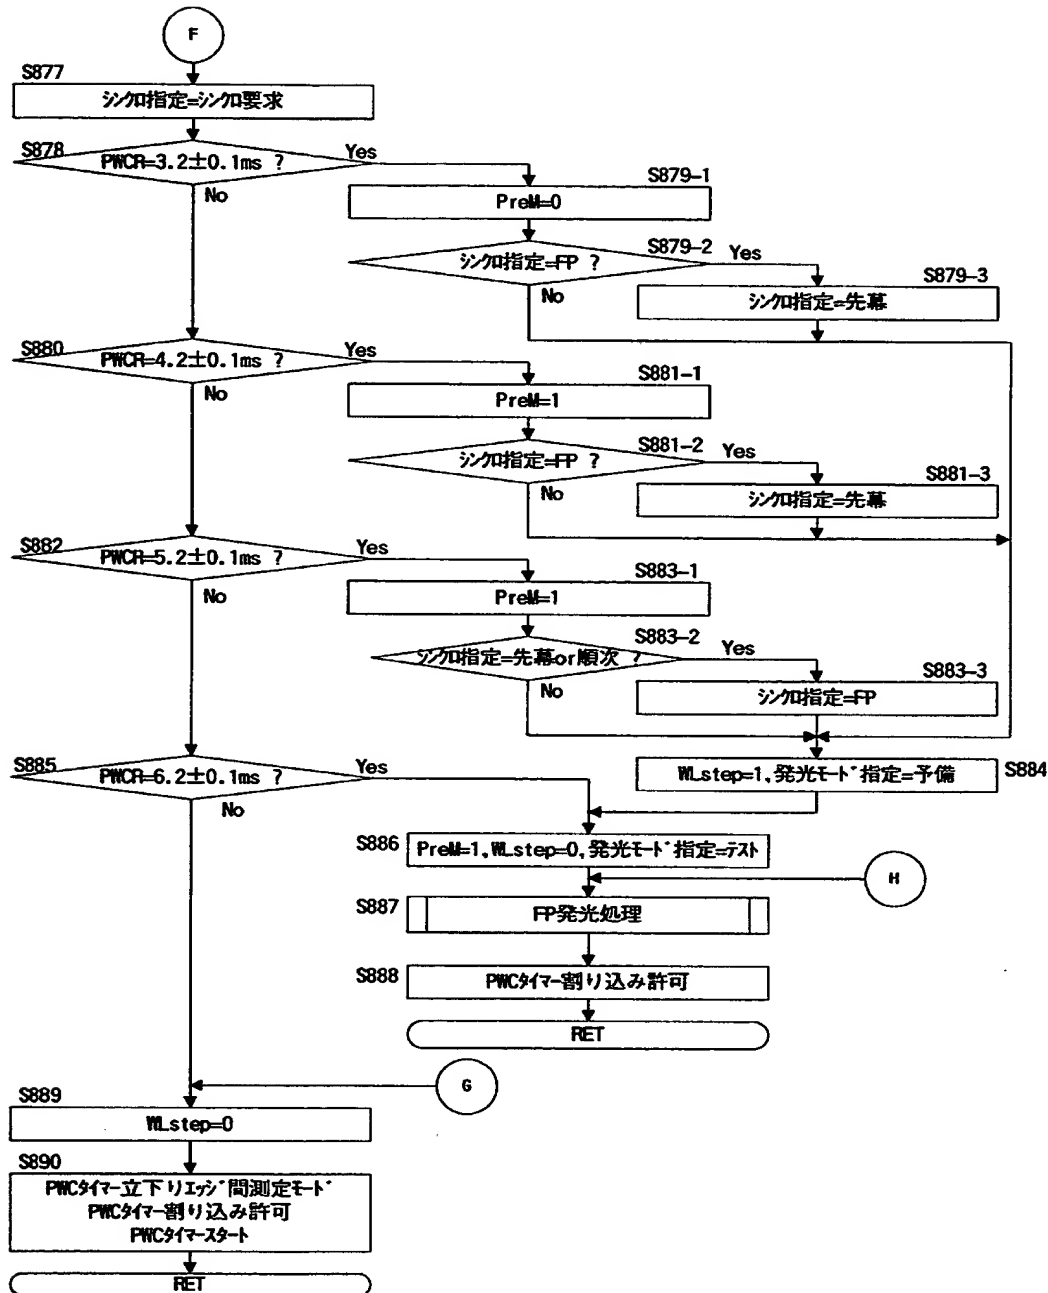 F
S877
シンクロ指定=シンクロ要求
S878
PWCR=3.2±0.1ms ?
Yes
No
S879-1
PreM=0
S879-2
シンクロ指定=FP ?
Yes
No
S879-3
シンクロ指定=先幕
S880
PWCR=4.2±0.1ms ?
Yes
No
S881-1
PreM=1
S881-2
シンクロ指定=FP ?
Yes
No
S881-3
シンクロ指定=先幕
S882
PWCR=5.2±0.1ms ?
Yes
No
S883-1
PreM=1
S883-2
シンクロ指定=先幕or順次 ?
Yes
No
S883-3
シンクロ指定=FP
S885
PWCR=6.2±0.1ms ?
Yes
No
WLstep=1,発光モード指定=予備
S884
S886
PreM=1,WLstep=0,発光モード指定=テスト
H
S887
FP発光処理
S888
PWCタイマー割り込み許可
RET
G
S889
WLstep=0
S890
PWCタイマー立下りエッジ間測定モード
PWCタイマー割り込み許可
PWCタイマースタート
RET